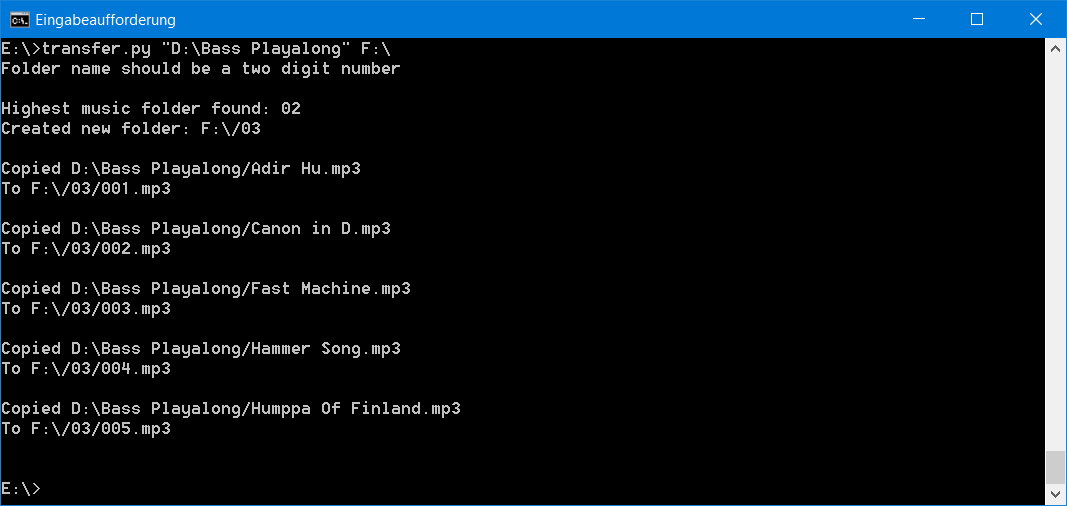 Eingabeaufforderung
E:\>transfer.py "D:\Bass Playalong" F:\
Folder name should be a two digit number
Highest music folder found: 02
Created new folder: F:\/03
Copied D:\Bass Playalong/Adir Hu.mp3
To F:\/03/001.mp3
Copied D:\Bass Playalong/Canon in D.mp3
To F:\/03/002.mp3
Copied D:\Bass Playalong/Fast Machine.mp3
To F:\/03/003.mp3
Copied D:\Bass Playalong/Hammer Song.mp3
To F:\/03/004.mp3
Copied D:\Bass Playalong/Humppa Of Finland.mp3
To F:\/03/005.mp3
E:\>